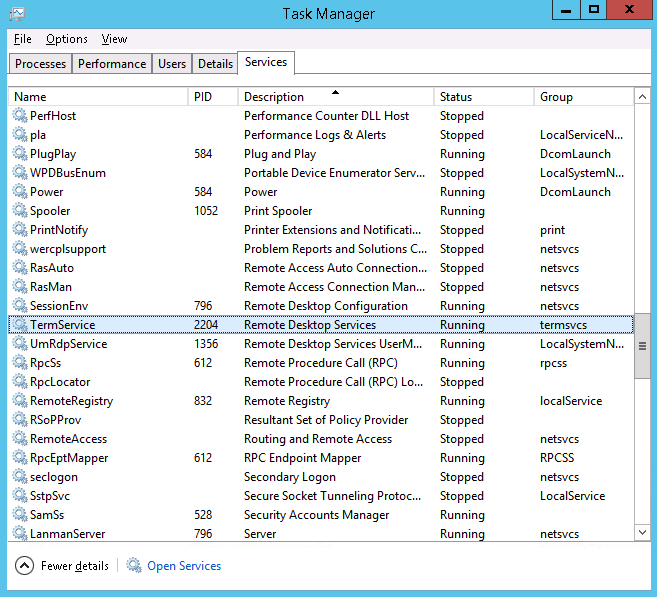 Task Manager
File Options View
Processes Performance Users Details Services
Name PID Description Status Group
PerfHost Performance Counter DLL Host Stopped
pla Performance Logs & Alerts Stopped LocalServiceN...
PlugPlay 584 Plug and Play Running DcomLaunch
WPDBusEnum Portable Device Enumerator Serv... Stopped LocalSystemN...
Power 584 Power Running DcomLaunch
Spooler 1052 Print Spooler Running
PrintNotify Printer Extensions and Notificati... Stopped print
wercplsupport Problem Reports and Solutions C... Stopped netsvcs
RasAuto Remote Access Auto Connection... Stopped netsvcs
RasMan Remote Access Connection Man... Stopped netsvcs
SessionEnv 796 Remote Desktop Configuration Running netsvcs
TermService 2204 Remote Desktop Services Running termsvcs
UmRdpService 1356 Remote Desktop Services UserM... Running LocalSystemN...
RpcSs 612 Remote Procedure Call (RPC) Running rpcss
RpcLocator Remote Procedure Call (RPC) Lo... Stopped
RemoteRegistry 832 Remote Registry Running localService
RSoPProv Resultant Set of Policy Provider Stopped
RemoteAccess Routing and Remote Access Stopped netsvcs
RpcEptMapper 612 RPC Endpoint Mapper Running RPCSS
seclogon Secondary Logon Stopped netsvcs
SstpSvc Secure Socket Tunneling Protoc... Stopped LocalService
SamSs 528 Security Accounts Manager Running
LanmanServer 796 Server Running netsvcs
Fewer details Open Services